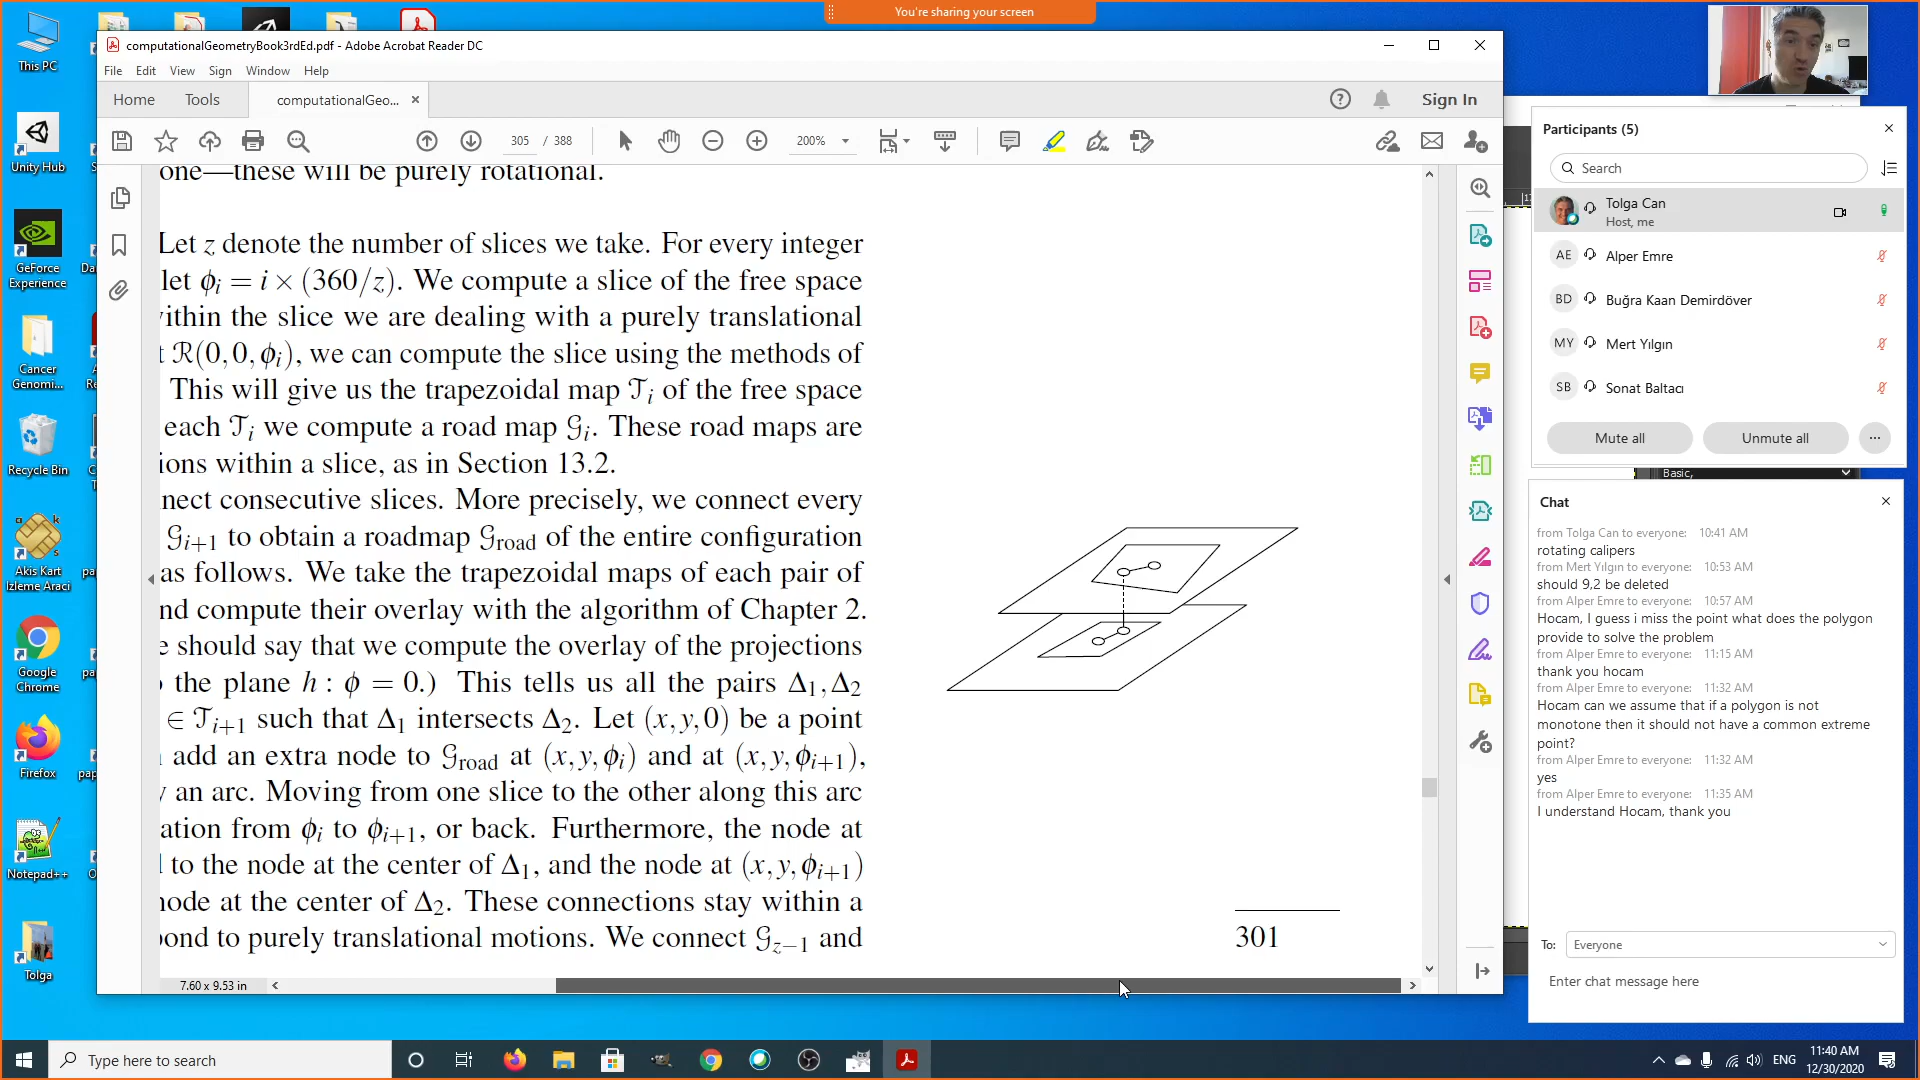 You're sharing your screen
This PC
Unity Hub
GeForce
Experience
Cancer
Genomi...
Recycle Bin
Akis Kart
İzleme Araci
Google
Chrome
Firefox
Notepad++
Tolga
computationalGeometryBook3rdEd.pdf - Adobe Acrobat Reader DC
File Edit View Sign Window Help
Home Tools computationalGeo... × Sign In
305 / 388 200%
one—these will be purely rotational.
Let z denote the number of slices we take. For every integer
let ϕi = i × (360/z). We compute a slice of the free space
ithin the slice we are dealing with a purely translational
t ℛ(0,0,ϕi), we can compute the slice using the methods of
This will give us the trapezoidal map 𝒯i of the free space
each 𝒯i we compute a road map 𝒢i. These road maps are
ions within a slice, as in Section 13.2.
nect consecutive slices. More precisely, we connect every
𝒢i+1 to obtain a roadmap 𝒢road of the entire configuration
as follows. We take the trapezoidal maps of each pair of
nd compute their overlay with the algorithm of Chapter 2.
e should say that we compute the overlay of the projections
the plane h : ϕ = 0.) This tells us all the pairs Δ1,Δ2
∈ 𝒯i+1 such that Δ1 intersects Δ2. Let (x,y,0) be a point
add an extra node to 𝒢road at (x,y,ϕi) and at (x,y,ϕi+1),
y an arc. Moving from one slice to the other along this arc
ation from ϕi to ϕi+1, or back. Furthermore, the node at
to the node at the center of Δ1, and the node at (x,y,ϕi+1)
node at the center of Δ2. These connections stay within a
pond to purely translational motions. We connect 𝒢z−1 and
301
7.60 x 9.53 in
Participants (5)
Search
Tolga Can
Host, me
AE Alper Emre
BD Buğra Kaan Demirdöver
MY Mert Yılgın
SB Sonat Baltacı
Mute all Unmute all ...
Basic,
Chat
from Tolga Can to everyone: 10:41 AM
rotating calipers
from Mert Yılgın to everyone: 10:53 AM
should 9,2 be deleted
from Alper Emre to everyone: 10:57 AM
Hocam, I guess i miss the point what does the polygon
provide to solve the problem
from Alper Emre to everyone: 11:15 AM
thank you hocam
from Alper Emre to everyone: 11:32 AM
Hocam can we assume that if a polygon is not
monotone then it should not have a common extreme
point?
from Alper Emre to everyone: 11:32 AM
yes
from Alper Emre to everyone: 11:35 AM
I understand Hocam, thank you
To: Everyone
Enter chat message here
Type here to search
ENG
11:40 AM
12/30/2020